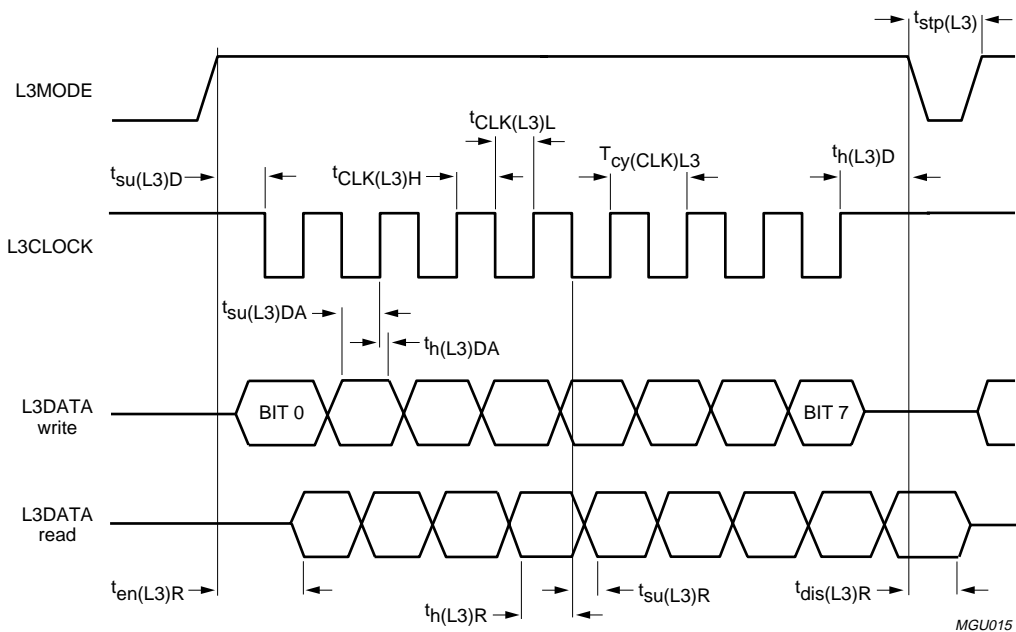 tstp(L3)
L3MODE
tCLK(L3)L
tsu(L3)D
tCLK(L3)H
Tcy(CLK)L3
th(L3)D
L3CLOCK
tsu(L3)DA
th(L3)DA
L3DATA
write
BIT 0
BIT 7
L3DATA
read
ten(L3)R
th(L3)R
tsu(L3)R
tdis(L3)R
MGU015